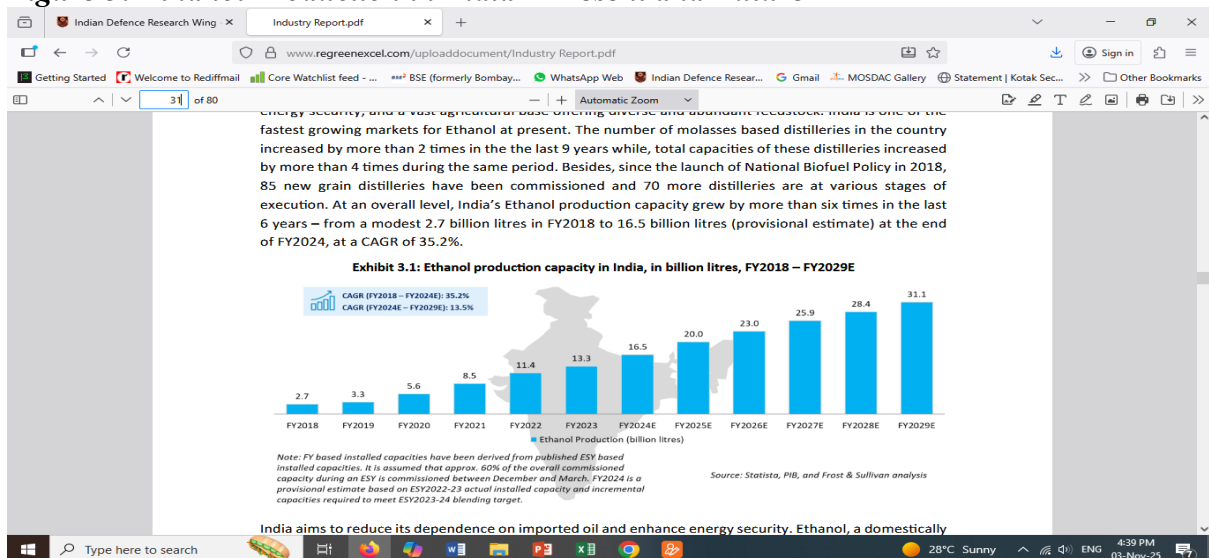 Indian Defence Research Wing -
Industry Report.pdf
www.regreenexcel.com/uploaddocument/Industry Report.pdf
Sign in
Getting Started
Welcome to Rediffmail
Core Watchlist feed - ...
BSE (formerly Bombay...
WhatsApp Web
Indian Defence Resear...
Gmail
MOSDAC Gallery
Statement | Kotak Sec...
Other Bookmarks
31 of 80
Automatic Zoom
energy security, and a vast agricultural base offering diverse and abundant feedstock. India is one of the
fastest growing markets for Ethanol at present. The number of molasses based distilleries in the country
increased by more than 2 times in the the last 9 years while, total capacities of these distilleries increased
by more than 4 times during the same period. Besides, since the launch of National Biofuel Policy in 2018,
85 new grain distilleries have been commissioned and 70 more distilleries are at various stages of
execution. At an overall level, India's Ethanol production capacity grew by more than six times in the last
6 years – from a modest 2.7 billion litres in FY2018 to 16.5 billion litres (provisional estimate) at the end
of FY2024, at a CAGR of 35.2%.
Exhibit 3.1: Ethanol production capacity in India, in billion litres, FY2018 – FY2029E
CAGR (FY2018 – FY2024E): 35.2%
CAGR (FY2024E – FY2029E): 13.5%
2.7 3.3 5.6 8.5 11.4 13.3 16.5 20.0 23.0 25.9 28.4 31.1
FY2018 FY2019 FY2020 FY2021 FY2022 FY2023 FY2024E FY2025E FY2026E FY2027E FY2028E FY2029E
Ethanol Production (billion litres)
Note: FY based installed capacities have been derived from published ESY based
installed capacities. It is assumed that approx. 60% of the overall commissioned
capacity during an ESY is commissioned between December and March. FY2024 is a
provisional estimate based on ESY2022-23 actual installed capacity and incremental
capacities required to meet ESY2023-24 blending target.
Source: Statista, PIB, and Frost & Sullivan analysis
India aims to reduce its dependence on imported oil and enhance energy security. Ethanol, a domestically
Type here to search
28°C Sunny
ENG
4:39 PM
03-Nov-25